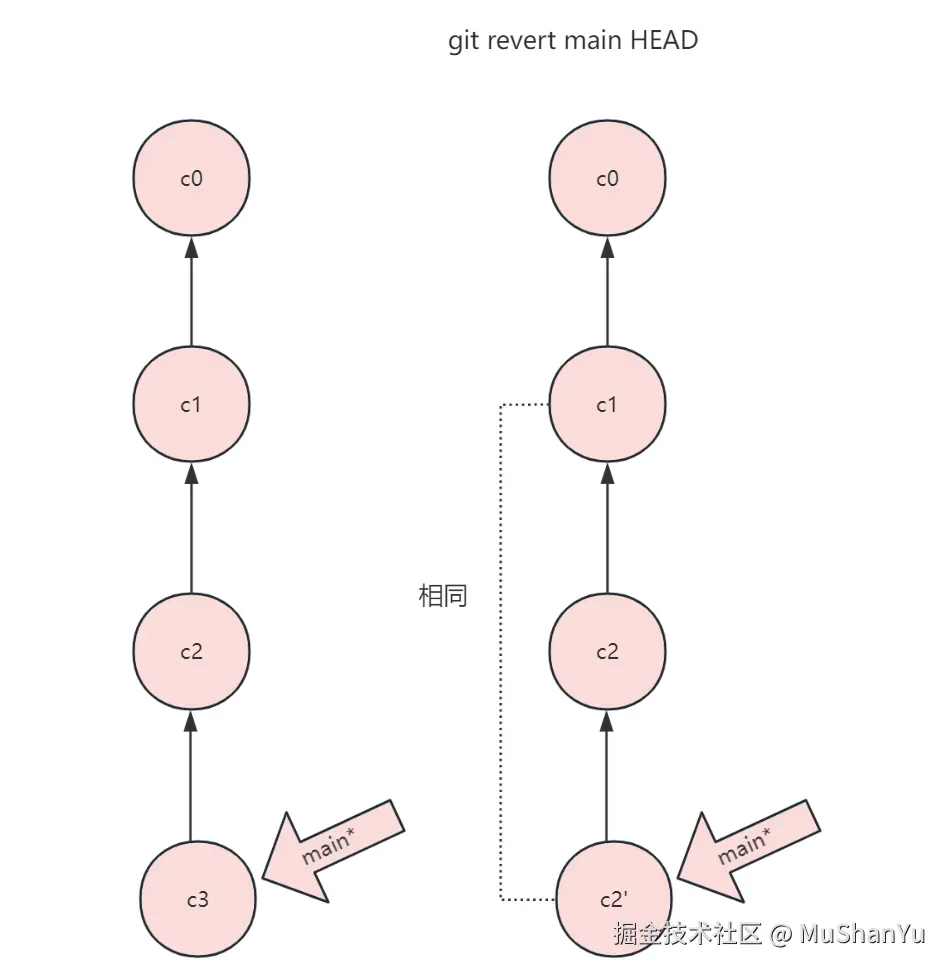 git revert main HEAD
c0
c0
c1
c1
相同
c2
c2
main*
main*
c3
c2'
掘金技术社区 @ MuShanYu